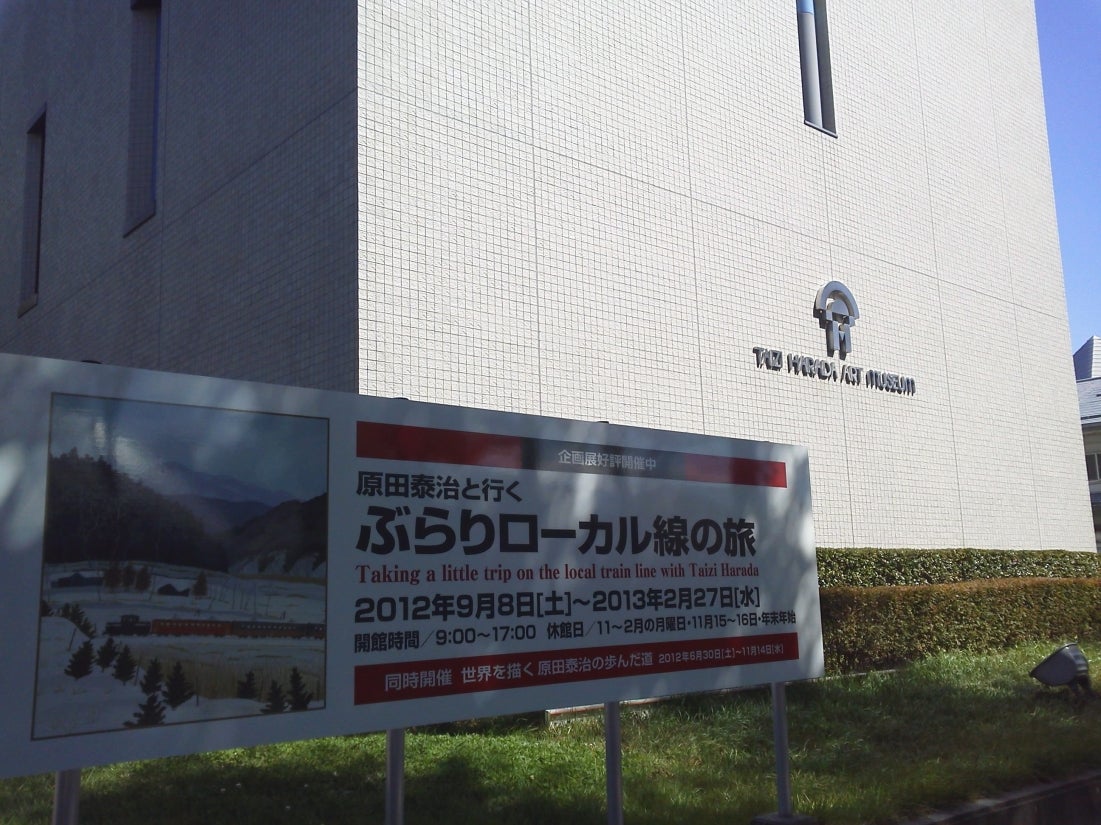 TAIZI HARADA ART MUSEUM
企画展好評開催中
原田泰治と行く
ぶらりローカル線の旅
Taking a little trip on the local train line with Taizi Harada
2012年9月8日[土]～2013年2月27日[水]
開館時間／9:00～17:00 休館日／11～2月の月曜日・11月15～16日・年末年始
同時開催 世界を描く 原田泰治の歩んだ道 2012年6月30日(土)～11月14日(水)